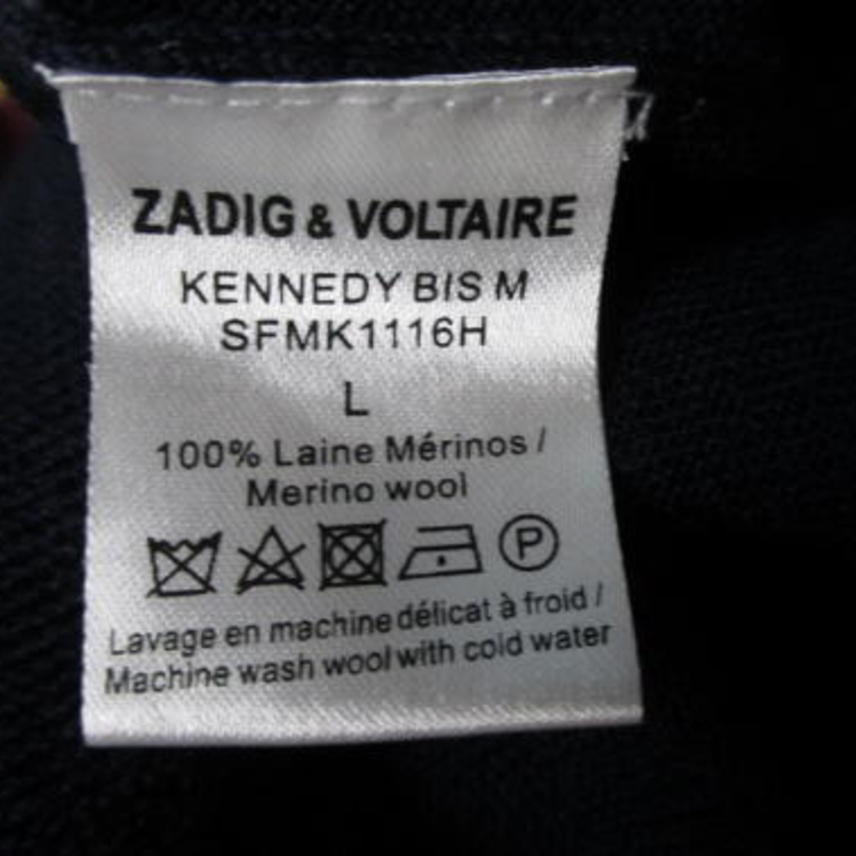 ZADIG & VOLTAIRE
KENNEDY BIS M
SFMK1116H
L
100% Laine Mérinos /
Merino wool
P
Lavage en machine délicat à froid /
Machine wash wool with cold water